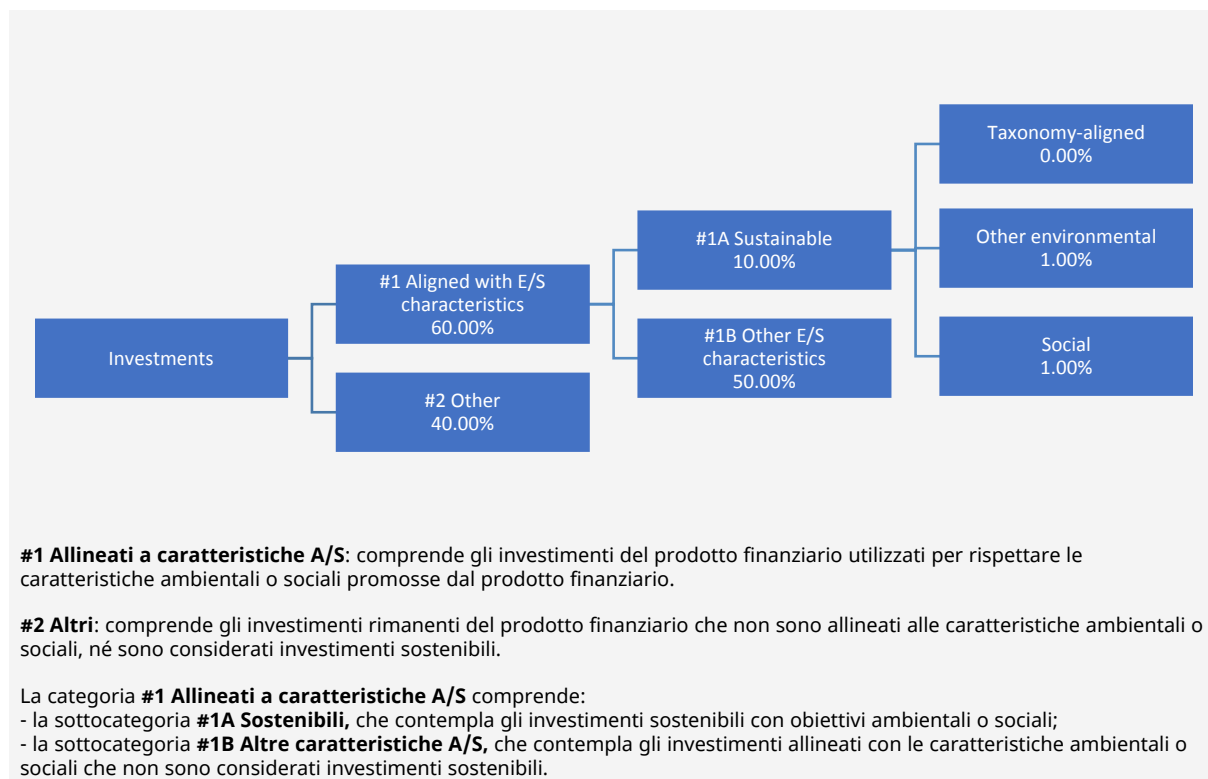 Investments
#1 Aligned with E/S
characteristics
60.00%
#2 Other
40.00%
#1A Sustainable
10.00%
#1B Other E/S
characteristics
50.00%
Taxonomy-aligned
0.00%
Other environmental
1.00%
Social
1.00%
#1 Allineati a caratteristiche A/S: comprende gli investimenti del prodotto finanziario utilizzati per rispettare le
caratteristiche ambientali o sociali promosse dal prodotto finanziario.
#2 Altri: comprende gli investimenti rimanenti del prodotto finanziario che non sono allineati alle caratteristiche ambientali o
sociali, né sono considerati investimenti sostenibili.
La categoria #1 Allineati a caratteristiche A/S comprende:
- la sottocategoria #1A Sostenibili, che contempla gli investimenti sostenibili con obiettivi ambientali o sociali;
- la sottocategoria #1B Altre caratteristiche A/S, che contempla gli investimenti allineati con le caratteristiche ambientali o
sociali che non sono considerati investimenti sostenibili.